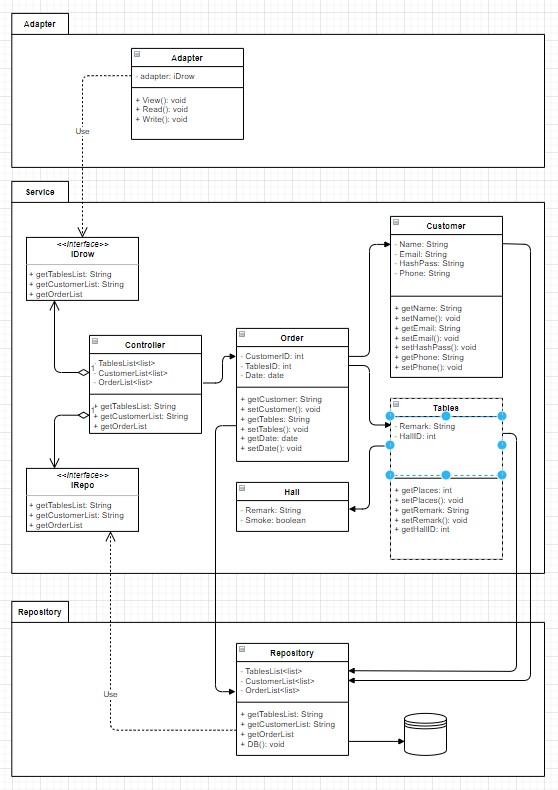 Adapter
Adapter
- adapter: iDrow
+ View(): void
+ Read(): void
+ Write(): void
Use
Service
<<Interface>>
IDrow
+ getTablesList: String
+ getCustomerList: String
+ getOrderList
Customer
- Name: String
- Email: String
- HashPass: String
- Phone: String
+ getName: String
+ setName(): void
+ getEmail: String
+ setEmail(): void
+ setHashPass(): void
+ getPhone: String
+ setPhone(): void
Controller
- TablesList<list>
- CustomerList<list>
- OrderList<list>
+ getTablesList: String
+ getCustomerList: String
+ getOrderList
1
1
Order
- CustomerID: int
- TablesID: int
- Date: date
+ getCustomer: String
+ setCustomer(): void
+ getTables: String
+ setTables(): void
+ getDate: date
+ setDate(): void
Tables
- Remark: String
- HallID: int
+ getPlaces: int
+ setPlaces(): void
+ getRemark: String
+ setRemark(): void
+ getHallID: int
<<Interface>>
IRepo
+ getTablesList: String
+ getCustomerList: String
+ getOrderList
Hall
- Remark: String
- Smoke: boolean
Repository
Use
Repository
- TablesList<list>
- CustomerList<list>
- OrderList<list>
+ getTablesList: String
+ getCustomerList: String
+ getOrderList
+ DB(): void